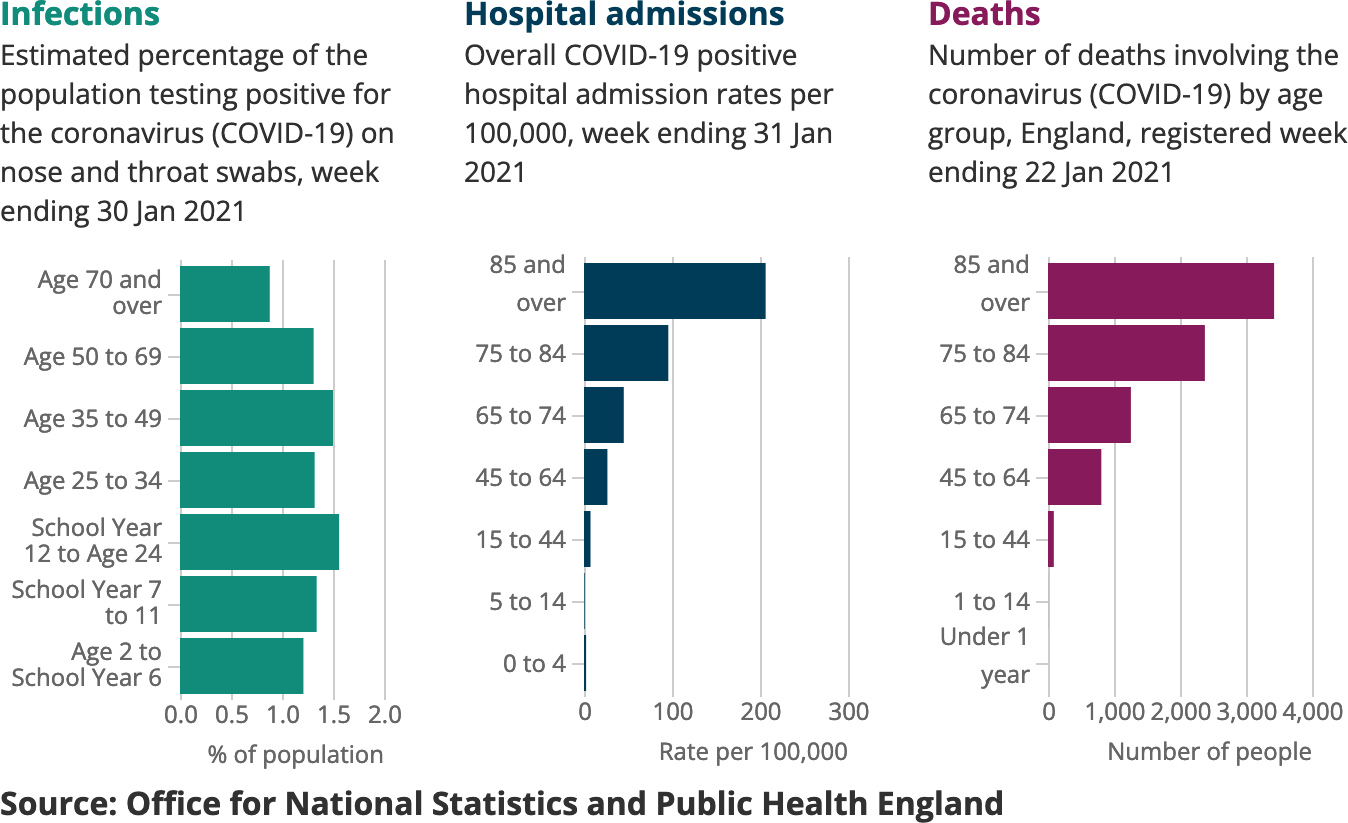 Infections
Estimated percentage of the
population testing positive for
the coronavirus (COVID-19) on
nose and throat swabs, week
ending 30 Jan 2021
Age 70 and
over
Age 50 to 69
Age 35 to 49
Age 25 to 34
School Year
12 to Age 24
School Year 7
to 11
Age 2 to
School Year 6
0.0 0.5 1.0 1.5 2.0
% of population
Hospital admissions
Overall COVID-19 positive
hospital admission rates per
100,000, week ending 31 Jan
2021
85 and
over
75 to 84
65 to 74
45 to 64
15 to 44
5 to 14
0 to 4
0 100 200 300
Rate per 100,000
Deaths
Number of deaths involving the
coronavirus (COVID-19) by age
group, England, registered week
ending 22 Jan 2021
85 and
over
75 to 84
65 to 74
45 to 64
15 to 44
1 to 14
Under 1
year
0 1,000 2,000 3,000 4,000
Number of people
Source: Office for National Statistics and Public Health England